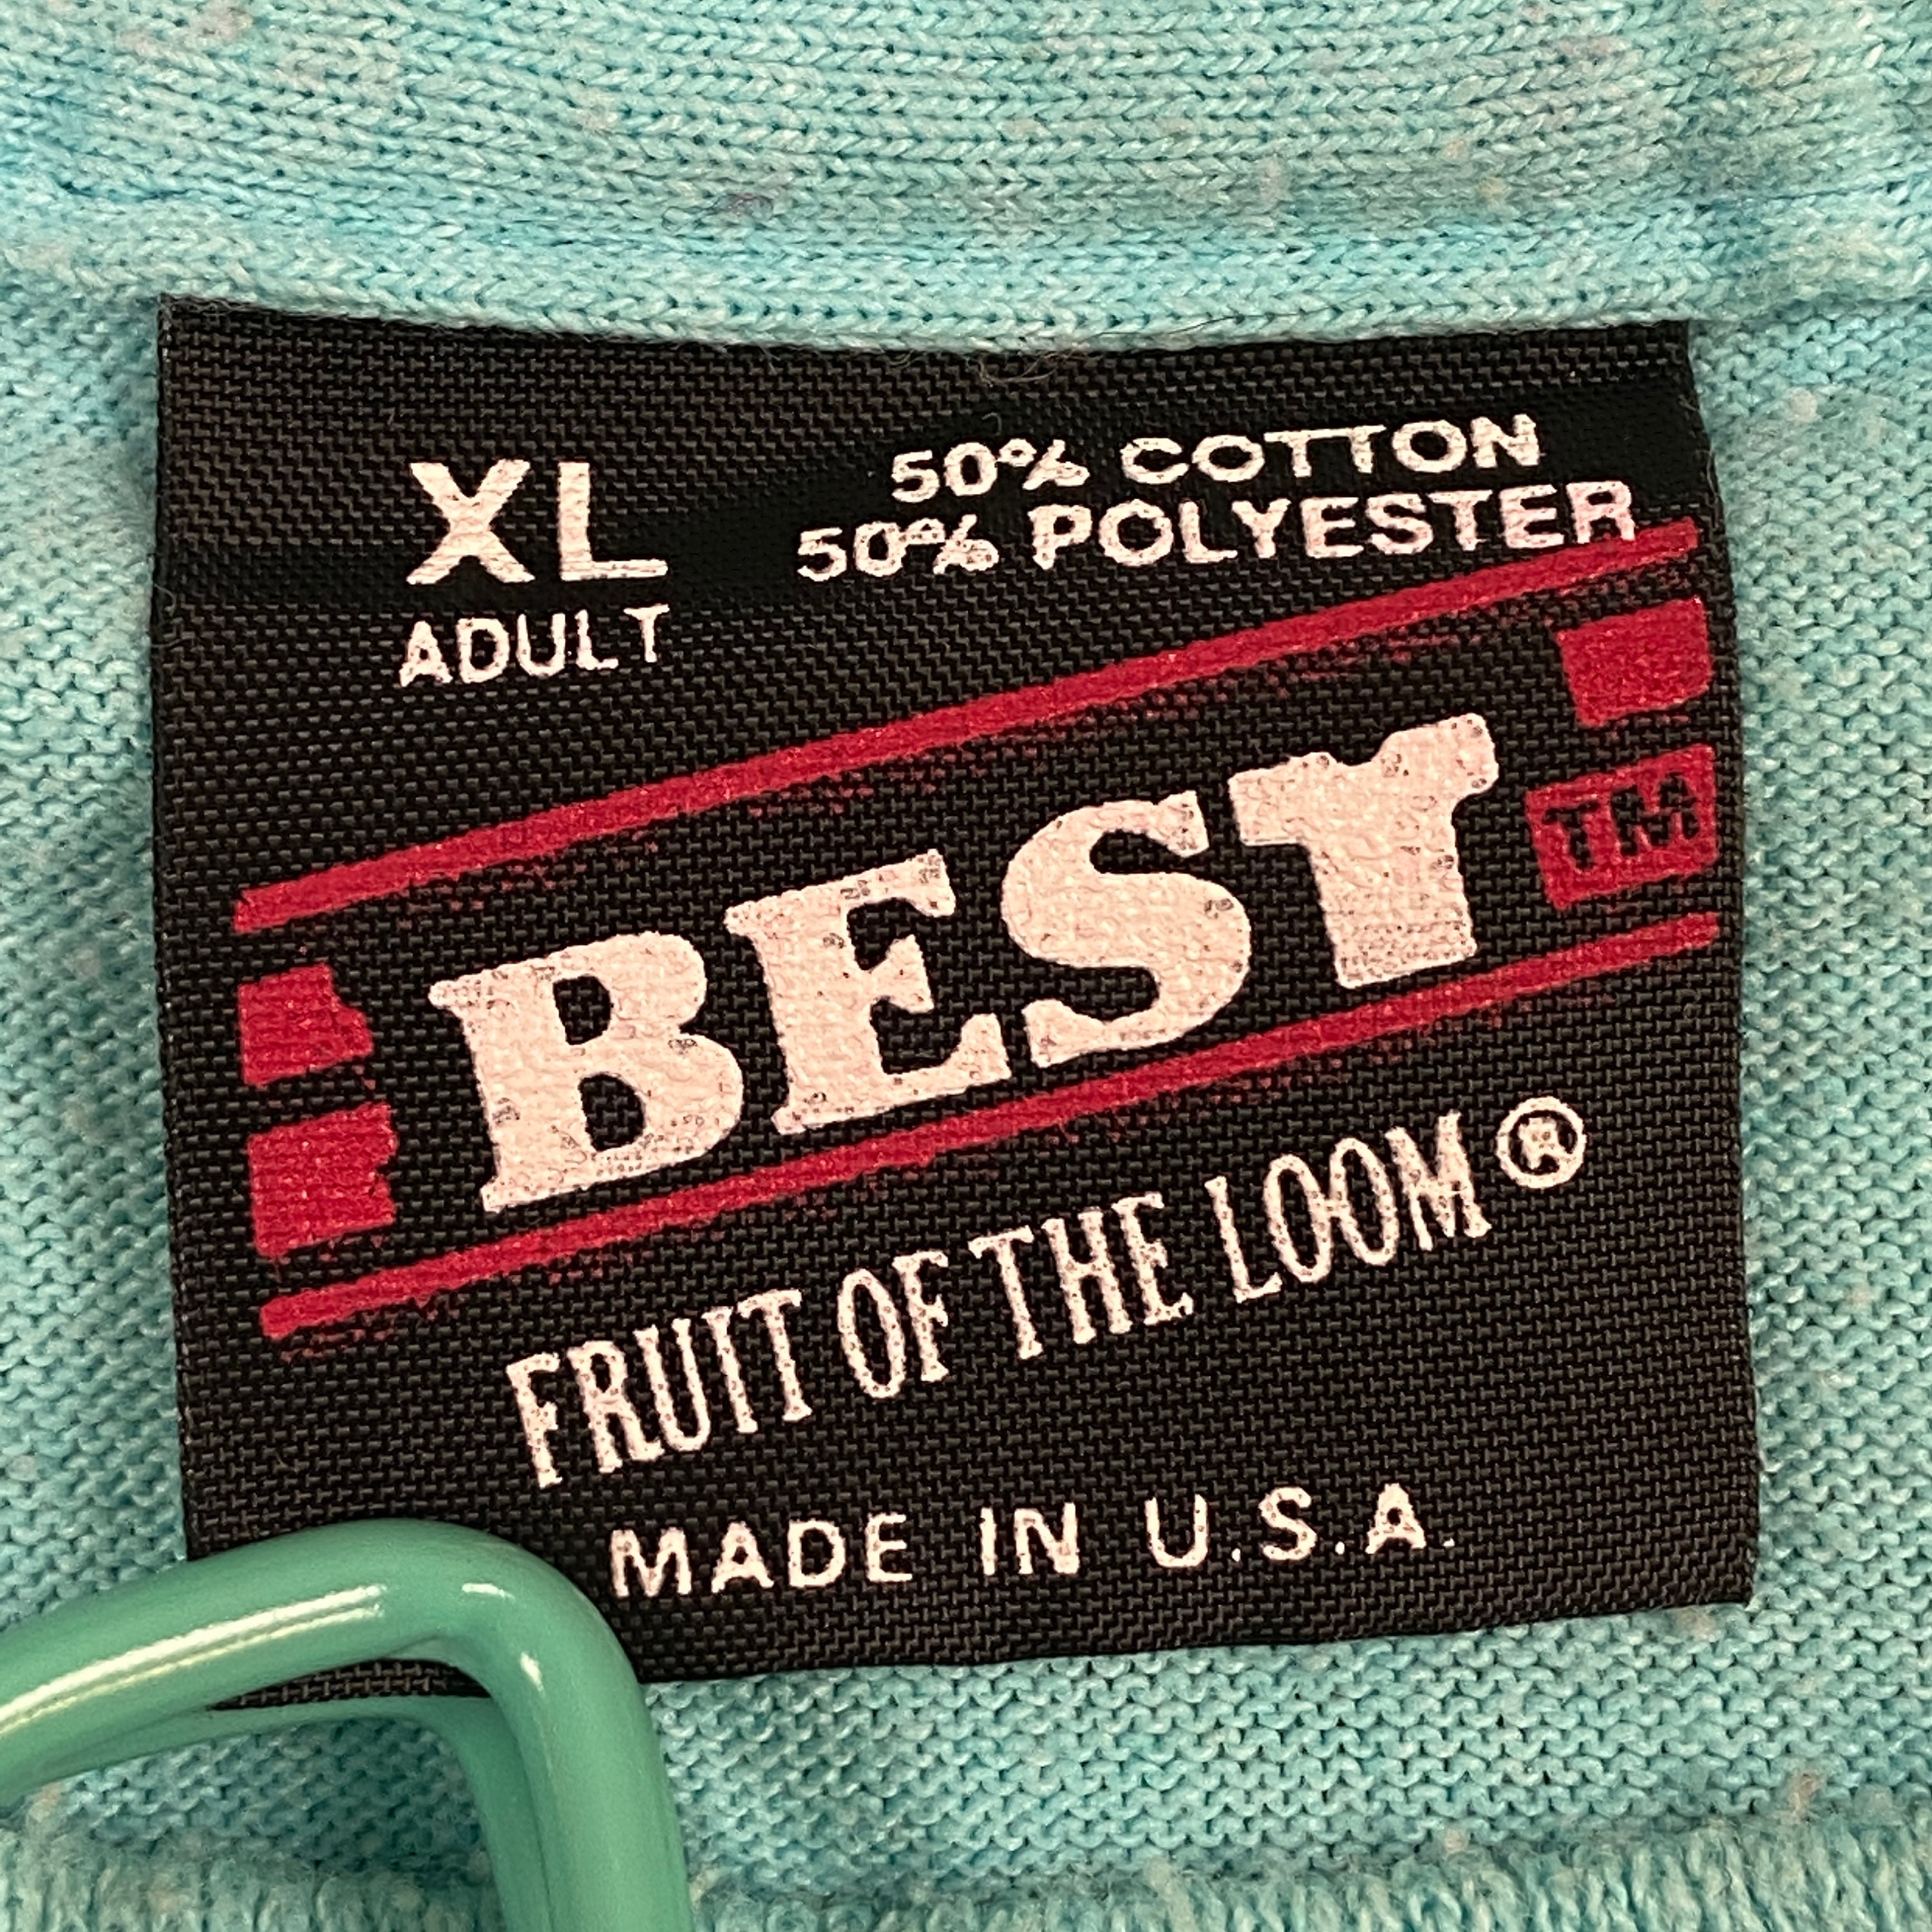 XL
ADULT
50% COTTON
50% POLYESTER
BEST TM
FRUIT OF THE LOOM®
MADE IN U.S.A.